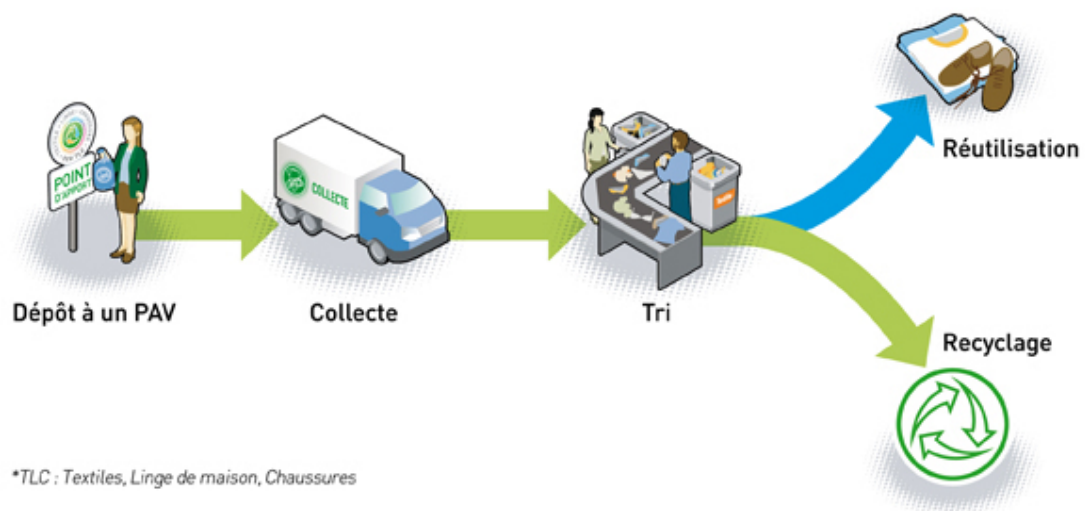 POINT
D'APPORT
Dépôt à un PAV
COLLECTE
Collecte
Tri
Réutilisation
Recyclage
*TLC : Textiles, Linge de maison, Chaussures